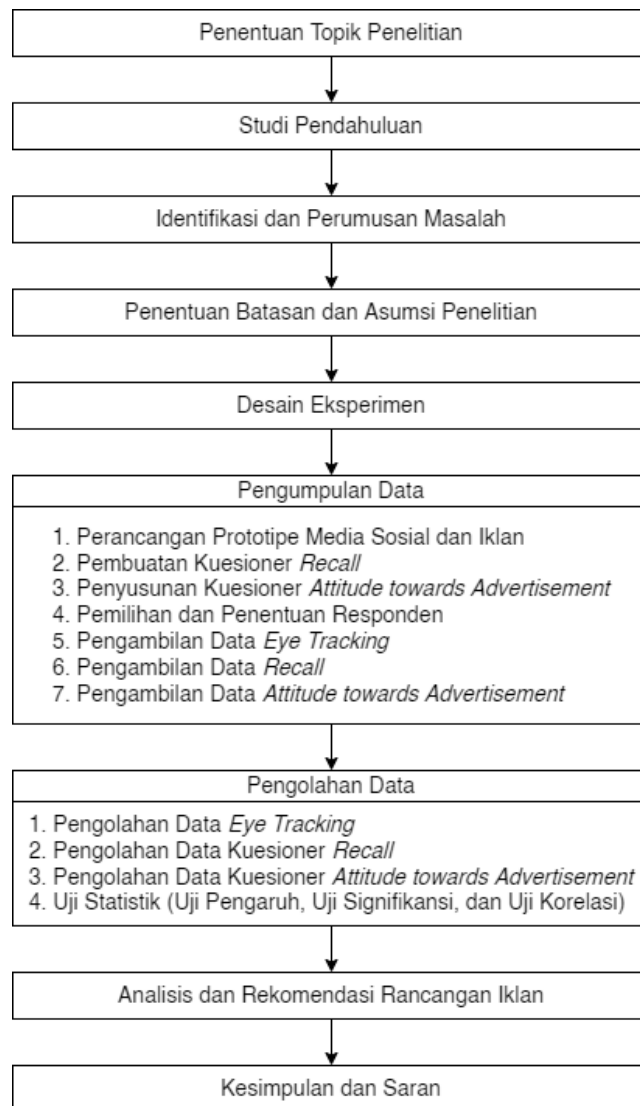 Penentuan Topik Penelitian
Studi Pendahuluan
Identifikasi dan Perumusan Masalah
Penentuan Batasan dan Asumsi Penelitian
Desain Eksperimen
Pengumpulan Data
1. Perancangan Prototipe Media Sosial dan Iklan
2. Pembuatan Kuesioner Recall
3. Penyusunan Kuesioner Attitude towards Advertisement
4. Pemilihan dan Penentuan Responden
5. Pengambilan Data Eye Tracking
6. Pengambilan Data Recall
7. Pengambilan Data Attitude towards Advertisement
Pengolahan Data
1. Pengolahan Data Eye Tracking
2. Pengolahan Data Kuesioner Recall
3. Pengolahan Data Kuesioner Attitude towards Advertisement
4. Uji Statistik (Uji Pengaruh, Uji Signifikansi, dan Uji Korelasi)
Analisis dan Rekomendasi Rancangan Iklan
Kesimpulan dan Saran